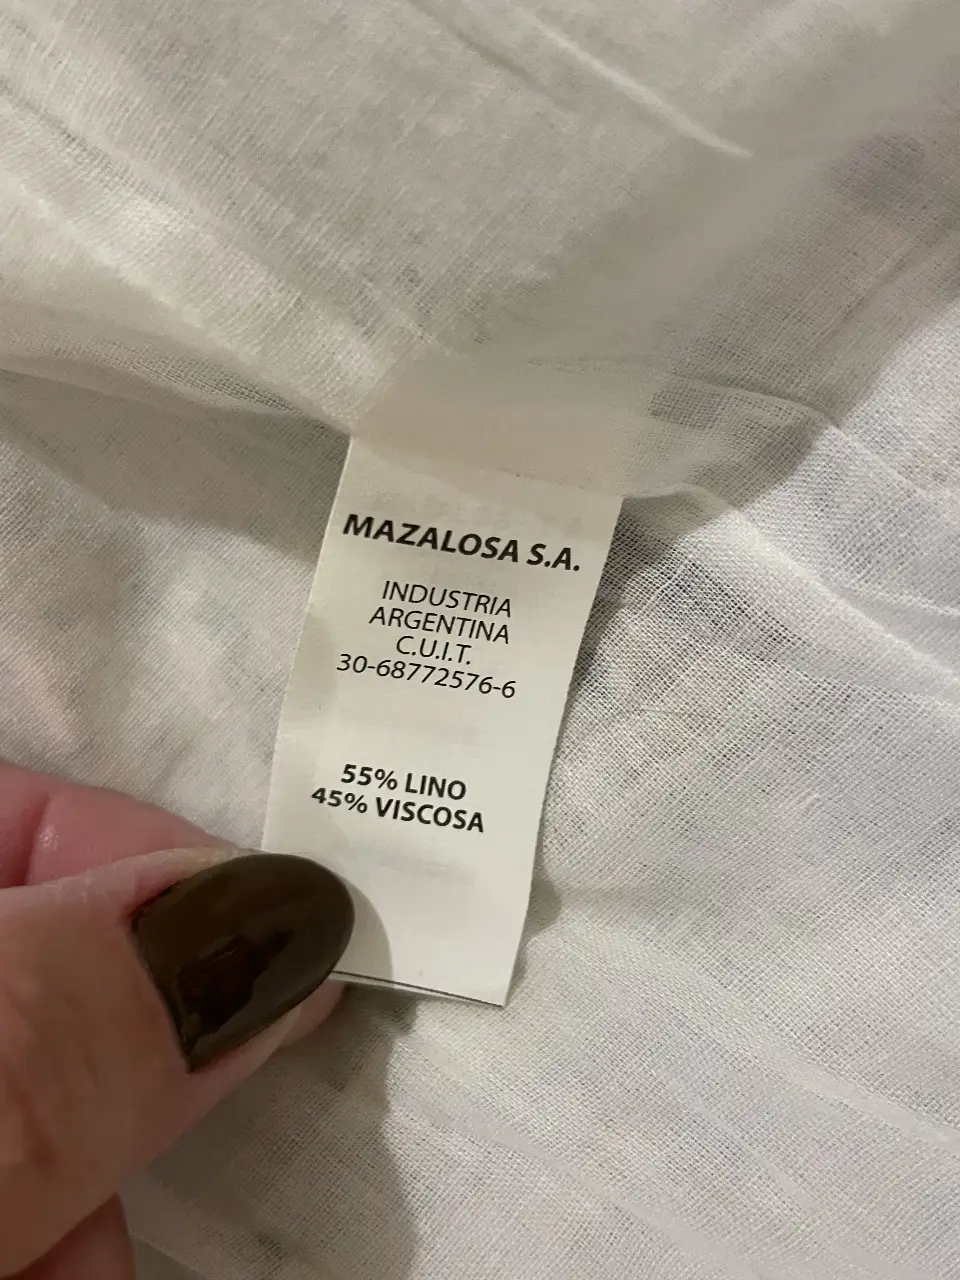 MAZALOSA S.A.
INDUSTRIA
ARGENTINA
C.U.I.T.
30-68772576-6
55% LINO
45% VISCOSA